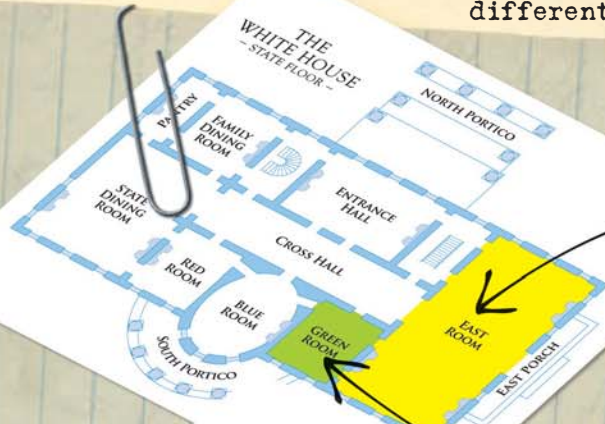 different
THE
WHITE HOUSE
– STATE FLOOR –
NORTH PORTICO
PANTRY
FAMILY
DINING
ROOM
ENTRANCE
HALL
STATE
DINING
ROOM
CROSS HALL
RED
ROOM
BLUE
ROOM
GREEN
ROOM
EAST
ROOM
SOUTH PORTICO
EAST PORCH